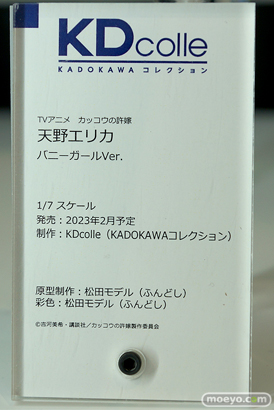 KDcolle
KADOKAWA コレクション
TVアニメ　カッコウの許嫁
天野エリカ
バニーガールVer.
1/7 スケール
発売：2023年2月予定
制作：KDcolle（KADOKAWAコレクション）
原型制作：松田モデル（ふんどし）
彩色：松田モデル（ふんどし）
©吉河美希・講談社／カッコウの許嫁製作委員会
moeyo.com